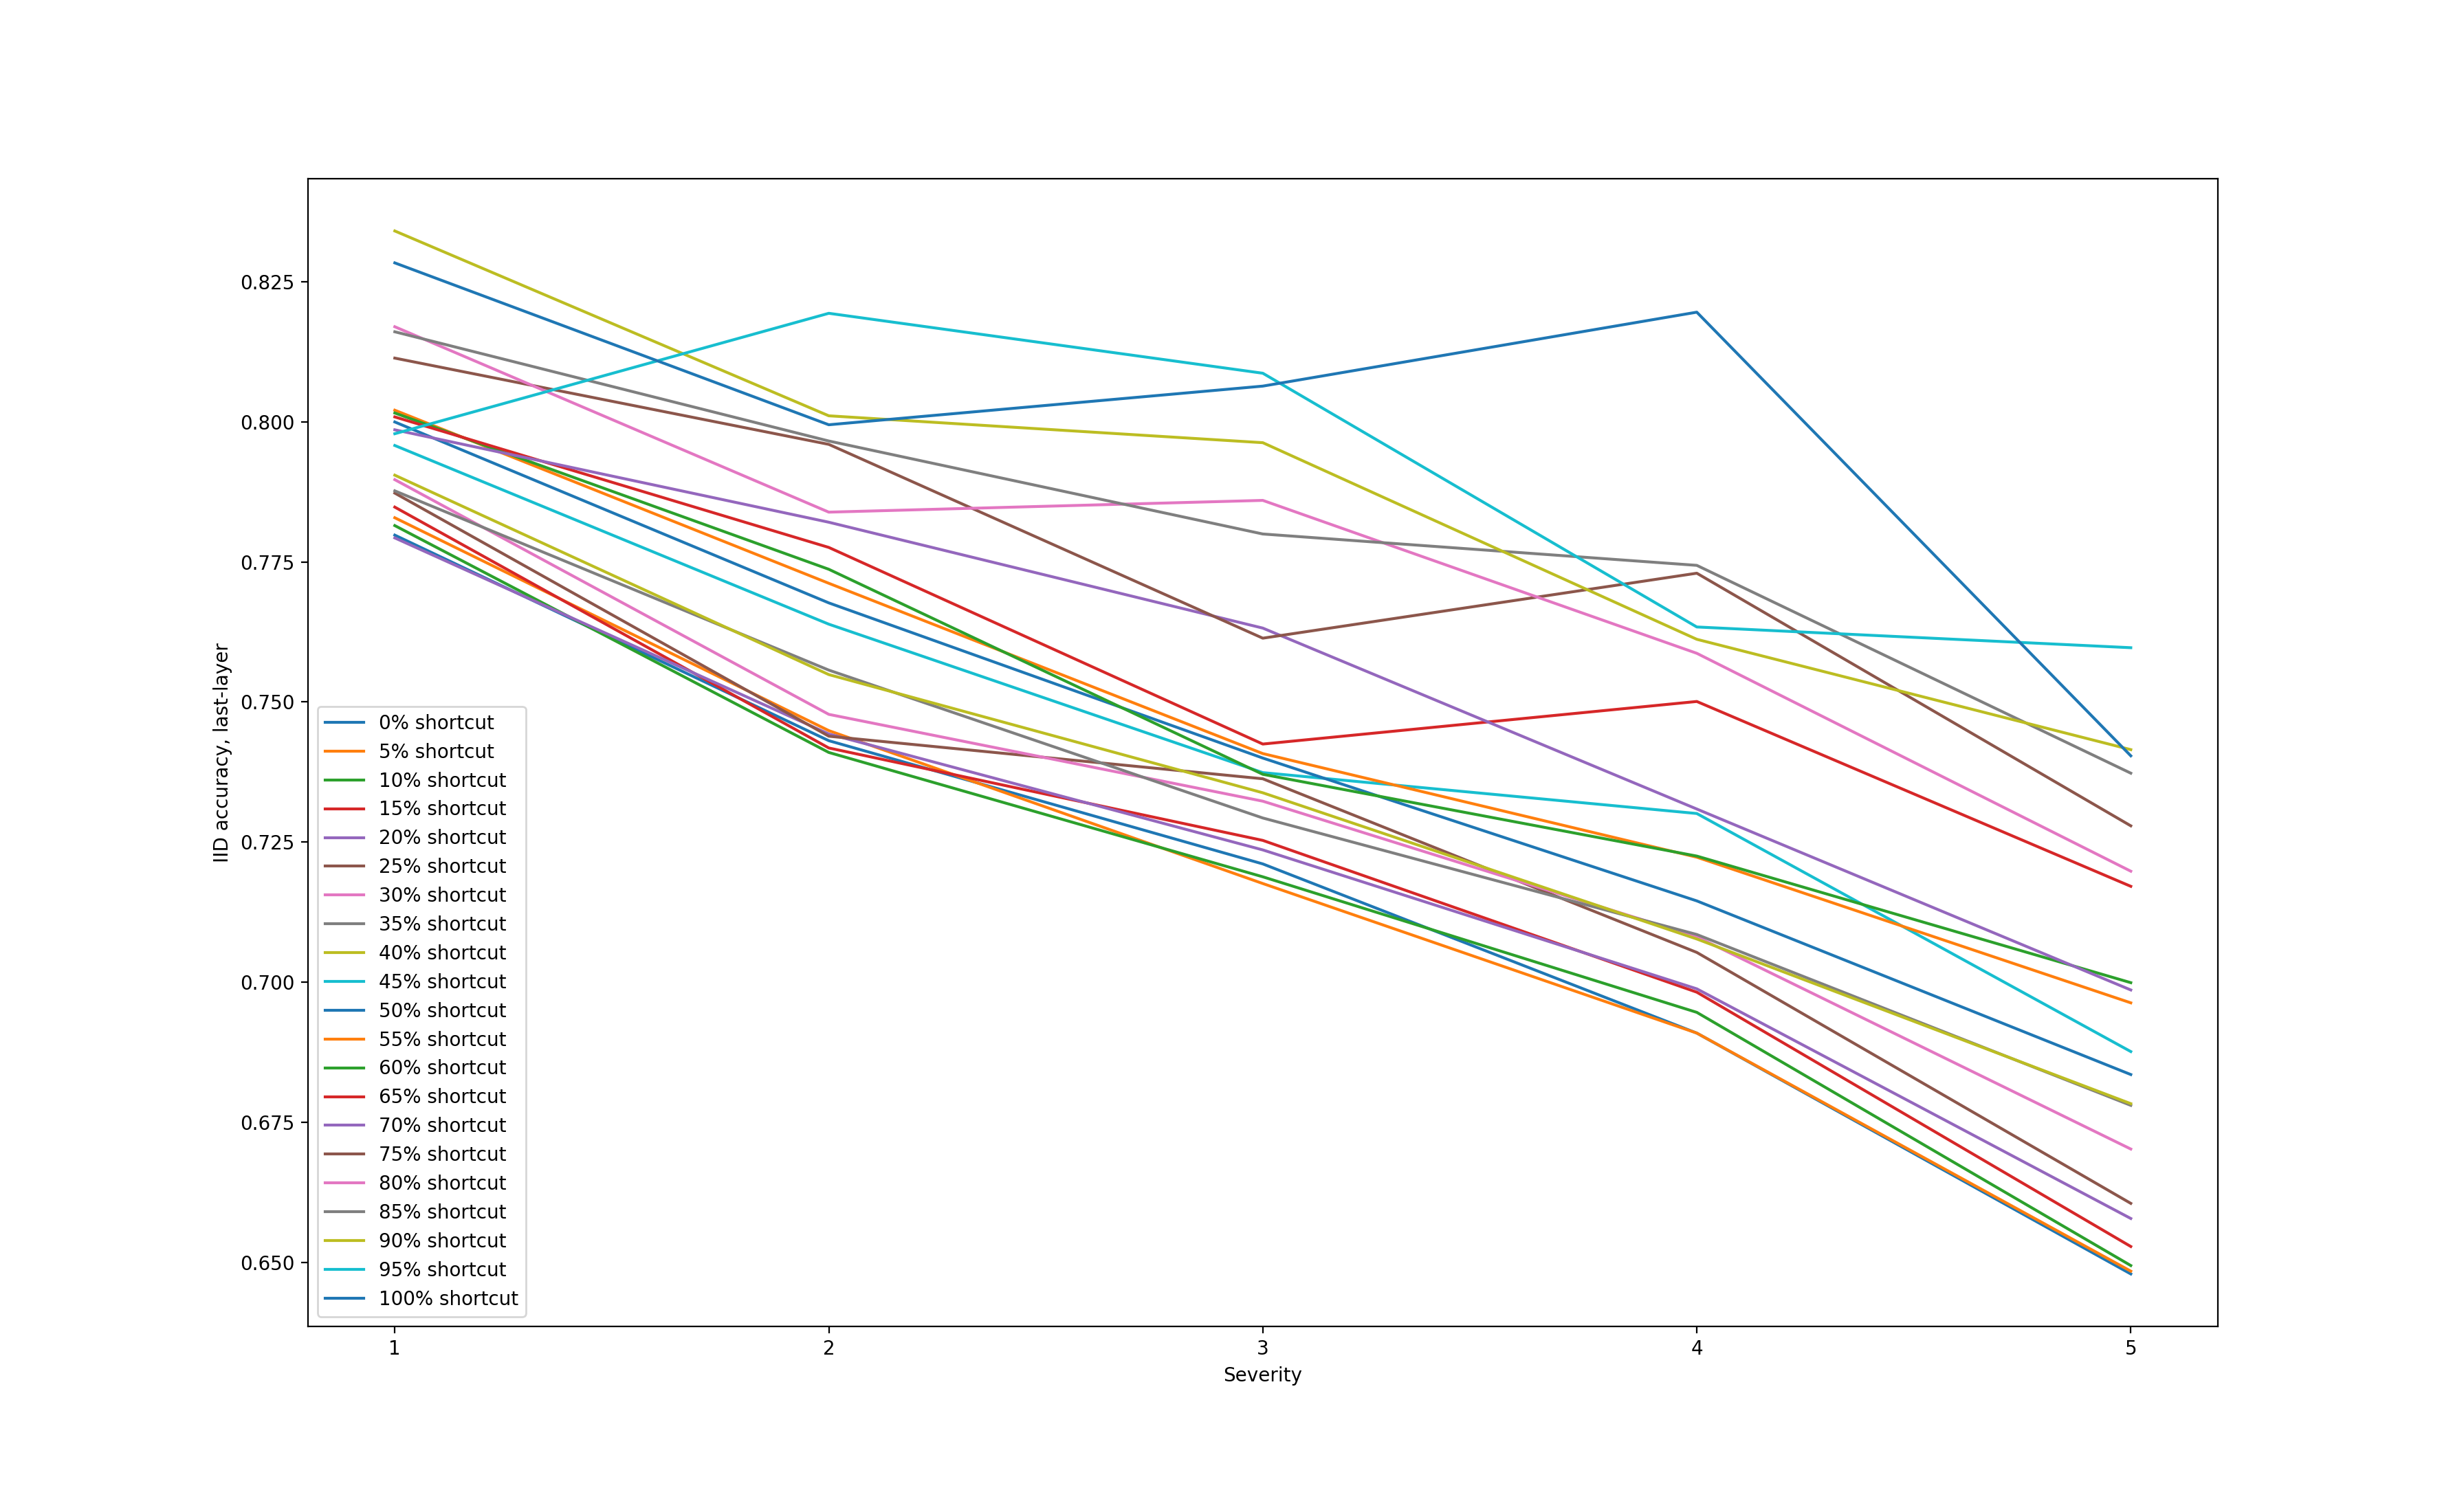 0.825
0.800
0.775
0.750
0.725
0.700
0.675
0.650
IID accuracy, last-layer
0% shortcut
5% shortcut
10% shortcut
15% shortcut
20% shortcut
25% shortcut
30% shortcut
35% shortcut
40% shortcut
45% shortcut
50% shortcut
55% shortcut
60% shortcut
65% shortcut
70% shortcut
75% shortcut
80% shortcut
85% shortcut
90% shortcut
95% shortcut
100% shortcut
1 2 3 4 5
Severity